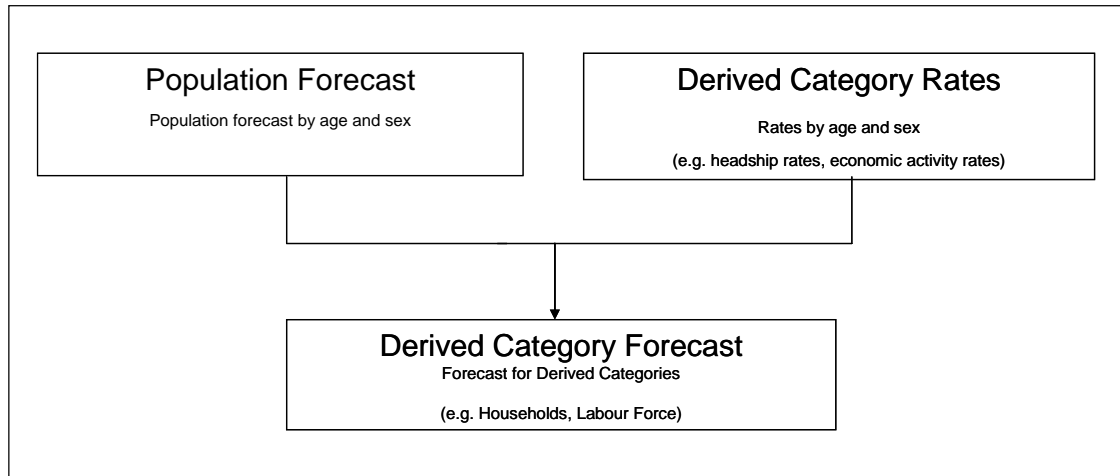 Population Forecast
Population forecast by age and sex
Derived Category Rates
Rates by age and sex
(e.g. headship rates, economic activity rates)
Derived Category Forecast
Forecast for Derived Categories
(e.g. Households, Labour Force)